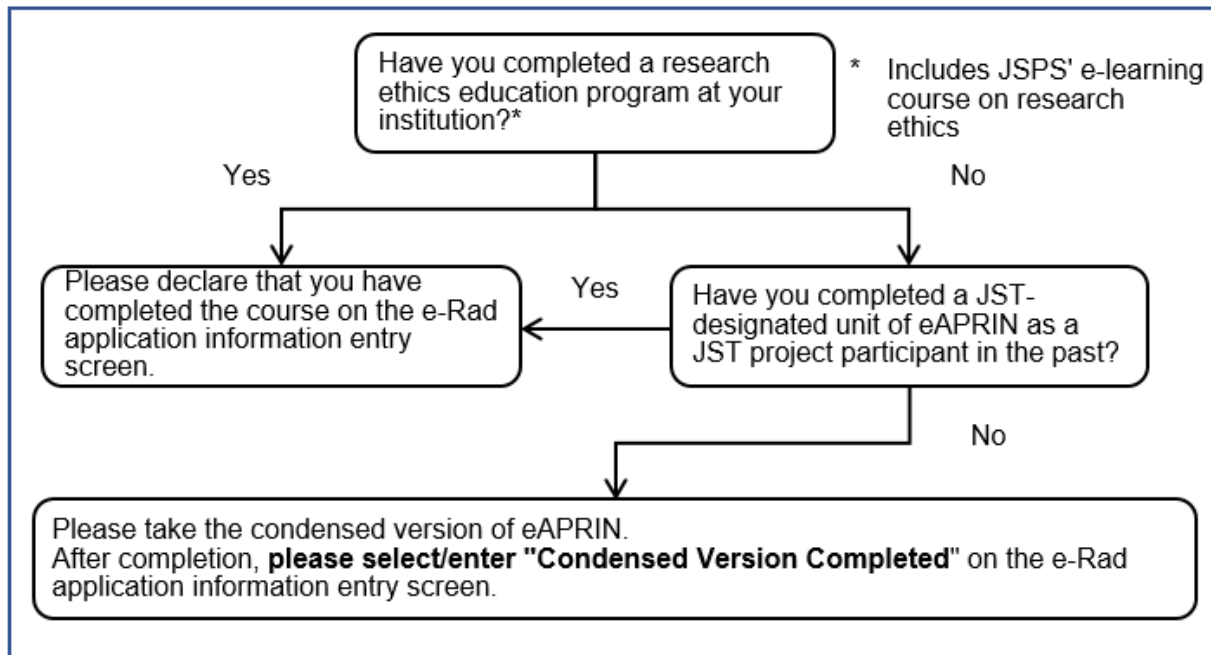 Have you completed a research
ethics education program at your
institution?*
* Includes JSPS' e-learning
course on research
ethics
Yes
No
Please declare that you have
completed the course on the e-Rad
application information entry
screen.
Yes
Have you completed a JST-
designated unit of eAPRIN as a
JST project participant in the past?
No
Please take the condensed version of eAPRIN.
After completion, please select/enter "Condensed Version Completed" on the e-Rad
application information entry screen.